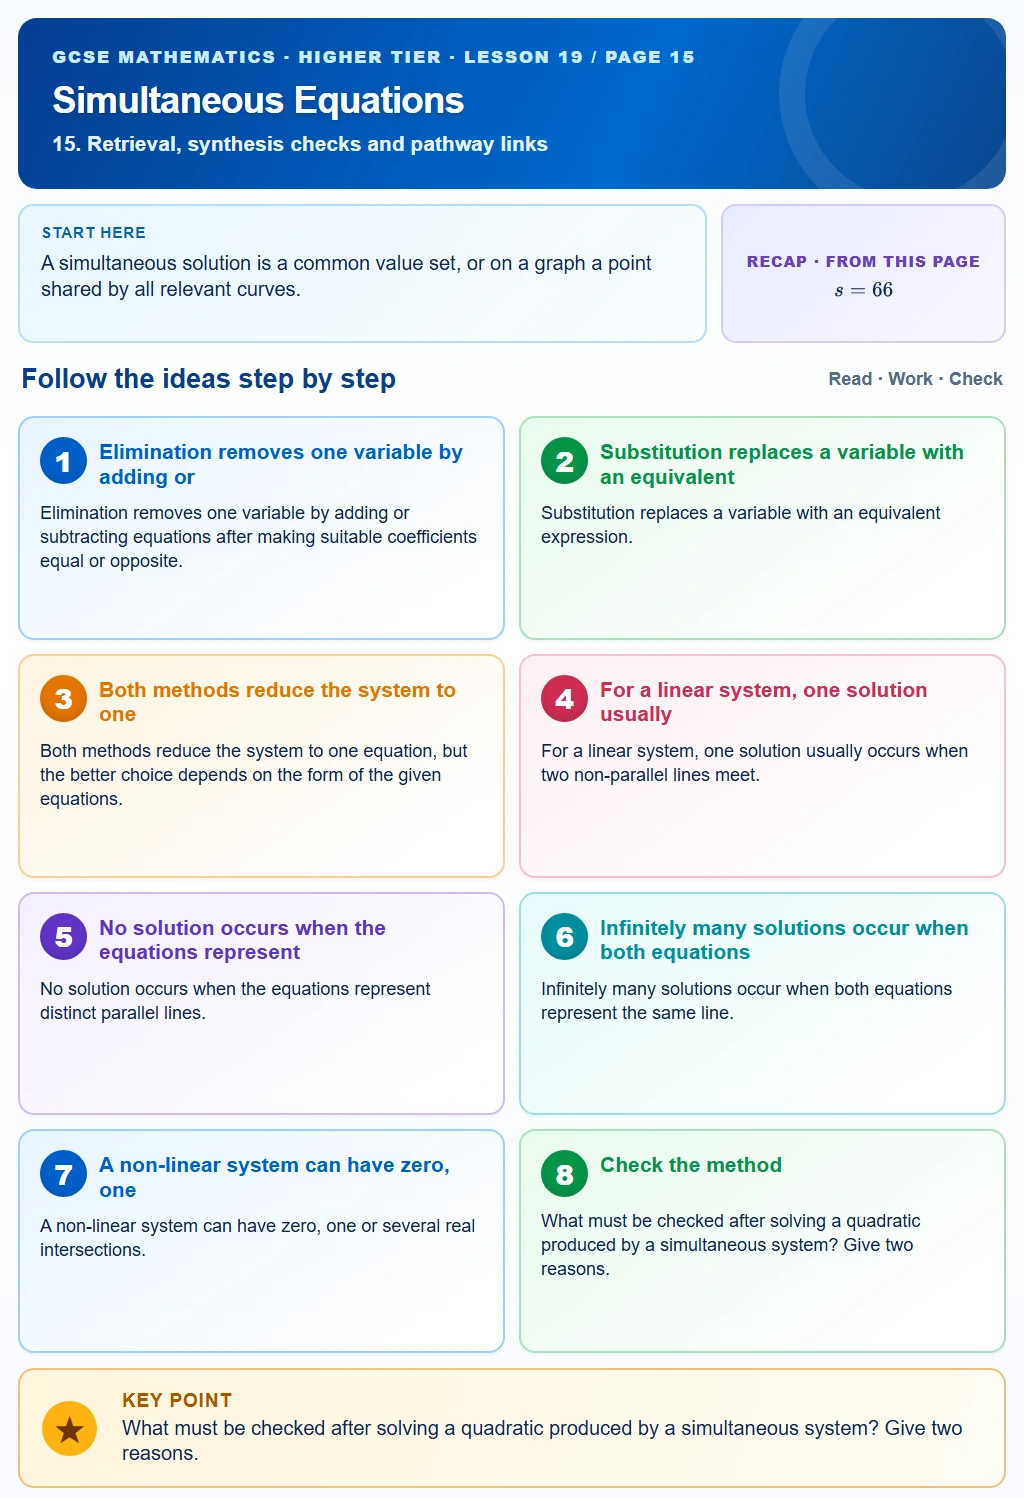 GCSE MATHEMATICS · HIGHER TIER · LESSON 19 / PAGE 15
Simultaneous Equations
15. Retrieval, synthesis checks and pathway links
START HERE
A simultaneous solution is a common value set, or on a graph a point
shared by all relevant curves.
RECAP · FROM THIS PAGE
s = 66
Follow the ideas step by step
Read · Work · Check
1
Elimination removes one variable by
adding or
Elimination removes one variable by adding or
subtracting equations after making suitable coefficients
equal or opposite.
2
Substitution replaces a variable with
an equivalent
Substitution replaces a variable with an equivalent
expression.
3
Both methods reduce the system to
one
Both methods reduce the system to one equation, but
the better choice depends on the form of the given
equations.
4
For a linear system, one solution
usually
For a linear system, one solution usually occurs when
two non-parallel lines meet.
5
No solution occurs when the
equations represent
No solution occurs when the equations represent
distinct parallel lines.
6
Infinitely many solutions occur when
both equations
Infinitely many solutions occur when both equations
represent the same line.
7
A non-linear system can have zero,
one
A non-linear system can have zero, one or several real
intersections.
8
Check the method
What must be checked after solving a quadratic
produced by a simultaneous system? Give two
reasons.
KEY POINT
What must be checked after solving a quadratic produced by a simultaneous system? Give two
reasons.